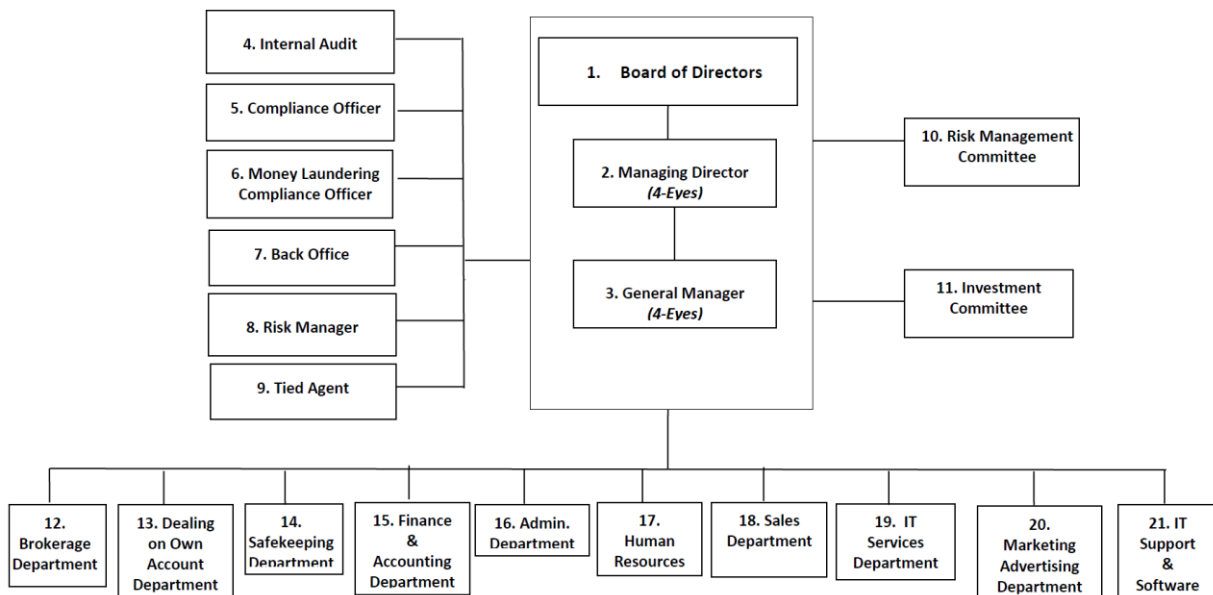 4. Internal Audit
5. Compliance Officer
6. Money Laundering
Compliance Officer
7. Back Office
8. Risk Manager
9. Tied Agent
1. Board of Directors
2. Managing Director
(4-Eyes)
3. General Manager
(4-Eyes)
10. Risk Management
Committee
11. Investment
Committee
12.
Brokerage
Department
13. Dealing
on Own
Account
Department
14.
Safekeeping
Department
15. Finance
&
Accounting
Department
16. Admin.
Department
17.
Human
Resources
18. Sales
Department
19. IT
Services
Department
20.
Marketing
Advertising
Department
21. IT
Support
&
Software